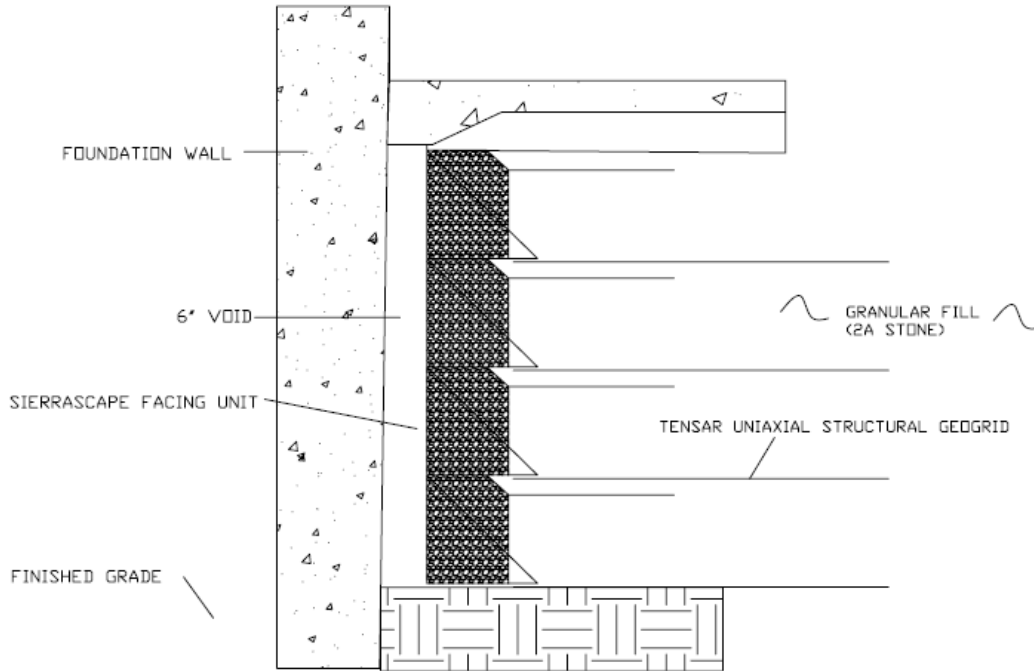 FOUNDATION WALL
6" VOID
GRANULAR FILL
(2A STONE)
SIERRASCAPE FACING UNIT
TENSAR UNIAXIAL STRUCTURAL GEOGRID
FINISHED GRADE